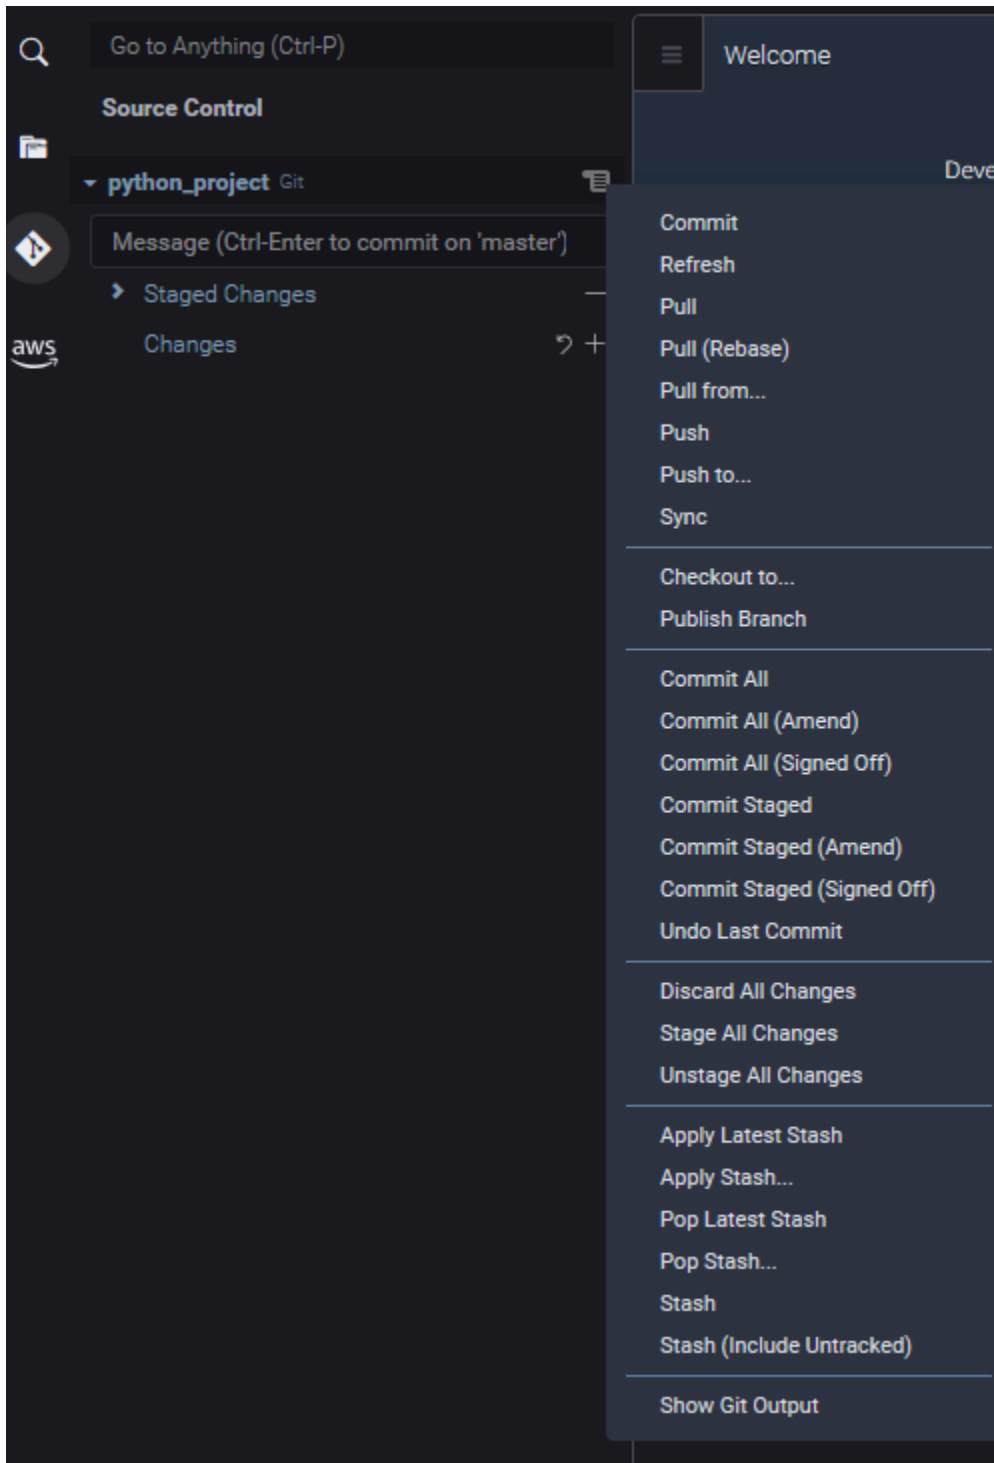 Go to Anything (Ctrl-P)
Source Control
python_project Git
Message (Ctrl-Enter to commit on 'master')
Staged Changes
Changes
aws
Welcome
Deve
Commit
Refresh
Pull
Pull (Rebase)
Pull from...
Push
Push to...
Sync
Checkout to...
Publish Branch
Commit All
Commit All (Amend)
Commit All (Signed Off)
Commit Staged
Commit Staged (Amend)
Commit Staged (Signed Off)
Undo Last Commit
Discard All Changes
Stage All Changes
Unstage All Changes
Apply Latest Stash
Apply Stash...
Pop Latest Stash
Pop Stash...
Stash
Stash (Include Untracked)
Show Git Output